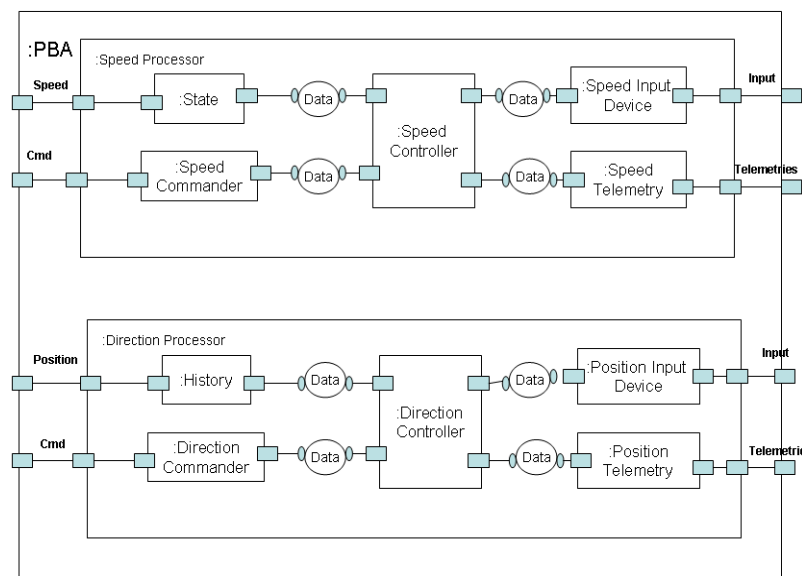 :PBA
:Speed Processor
Speed
:State
Data
:Speed
Controller
Data
:Speed Input
Device
Input
Cmd
:Speed
Commander
Data
Data
:Speed
Telemetry
Telemetries
:Direction Processor
Position
:History
Data
:Direction
Controller
Data
:Position Input
Device
Input
Cmd
:Direction
Commander
Data
Data
:Position
Telemetry
Telemetri